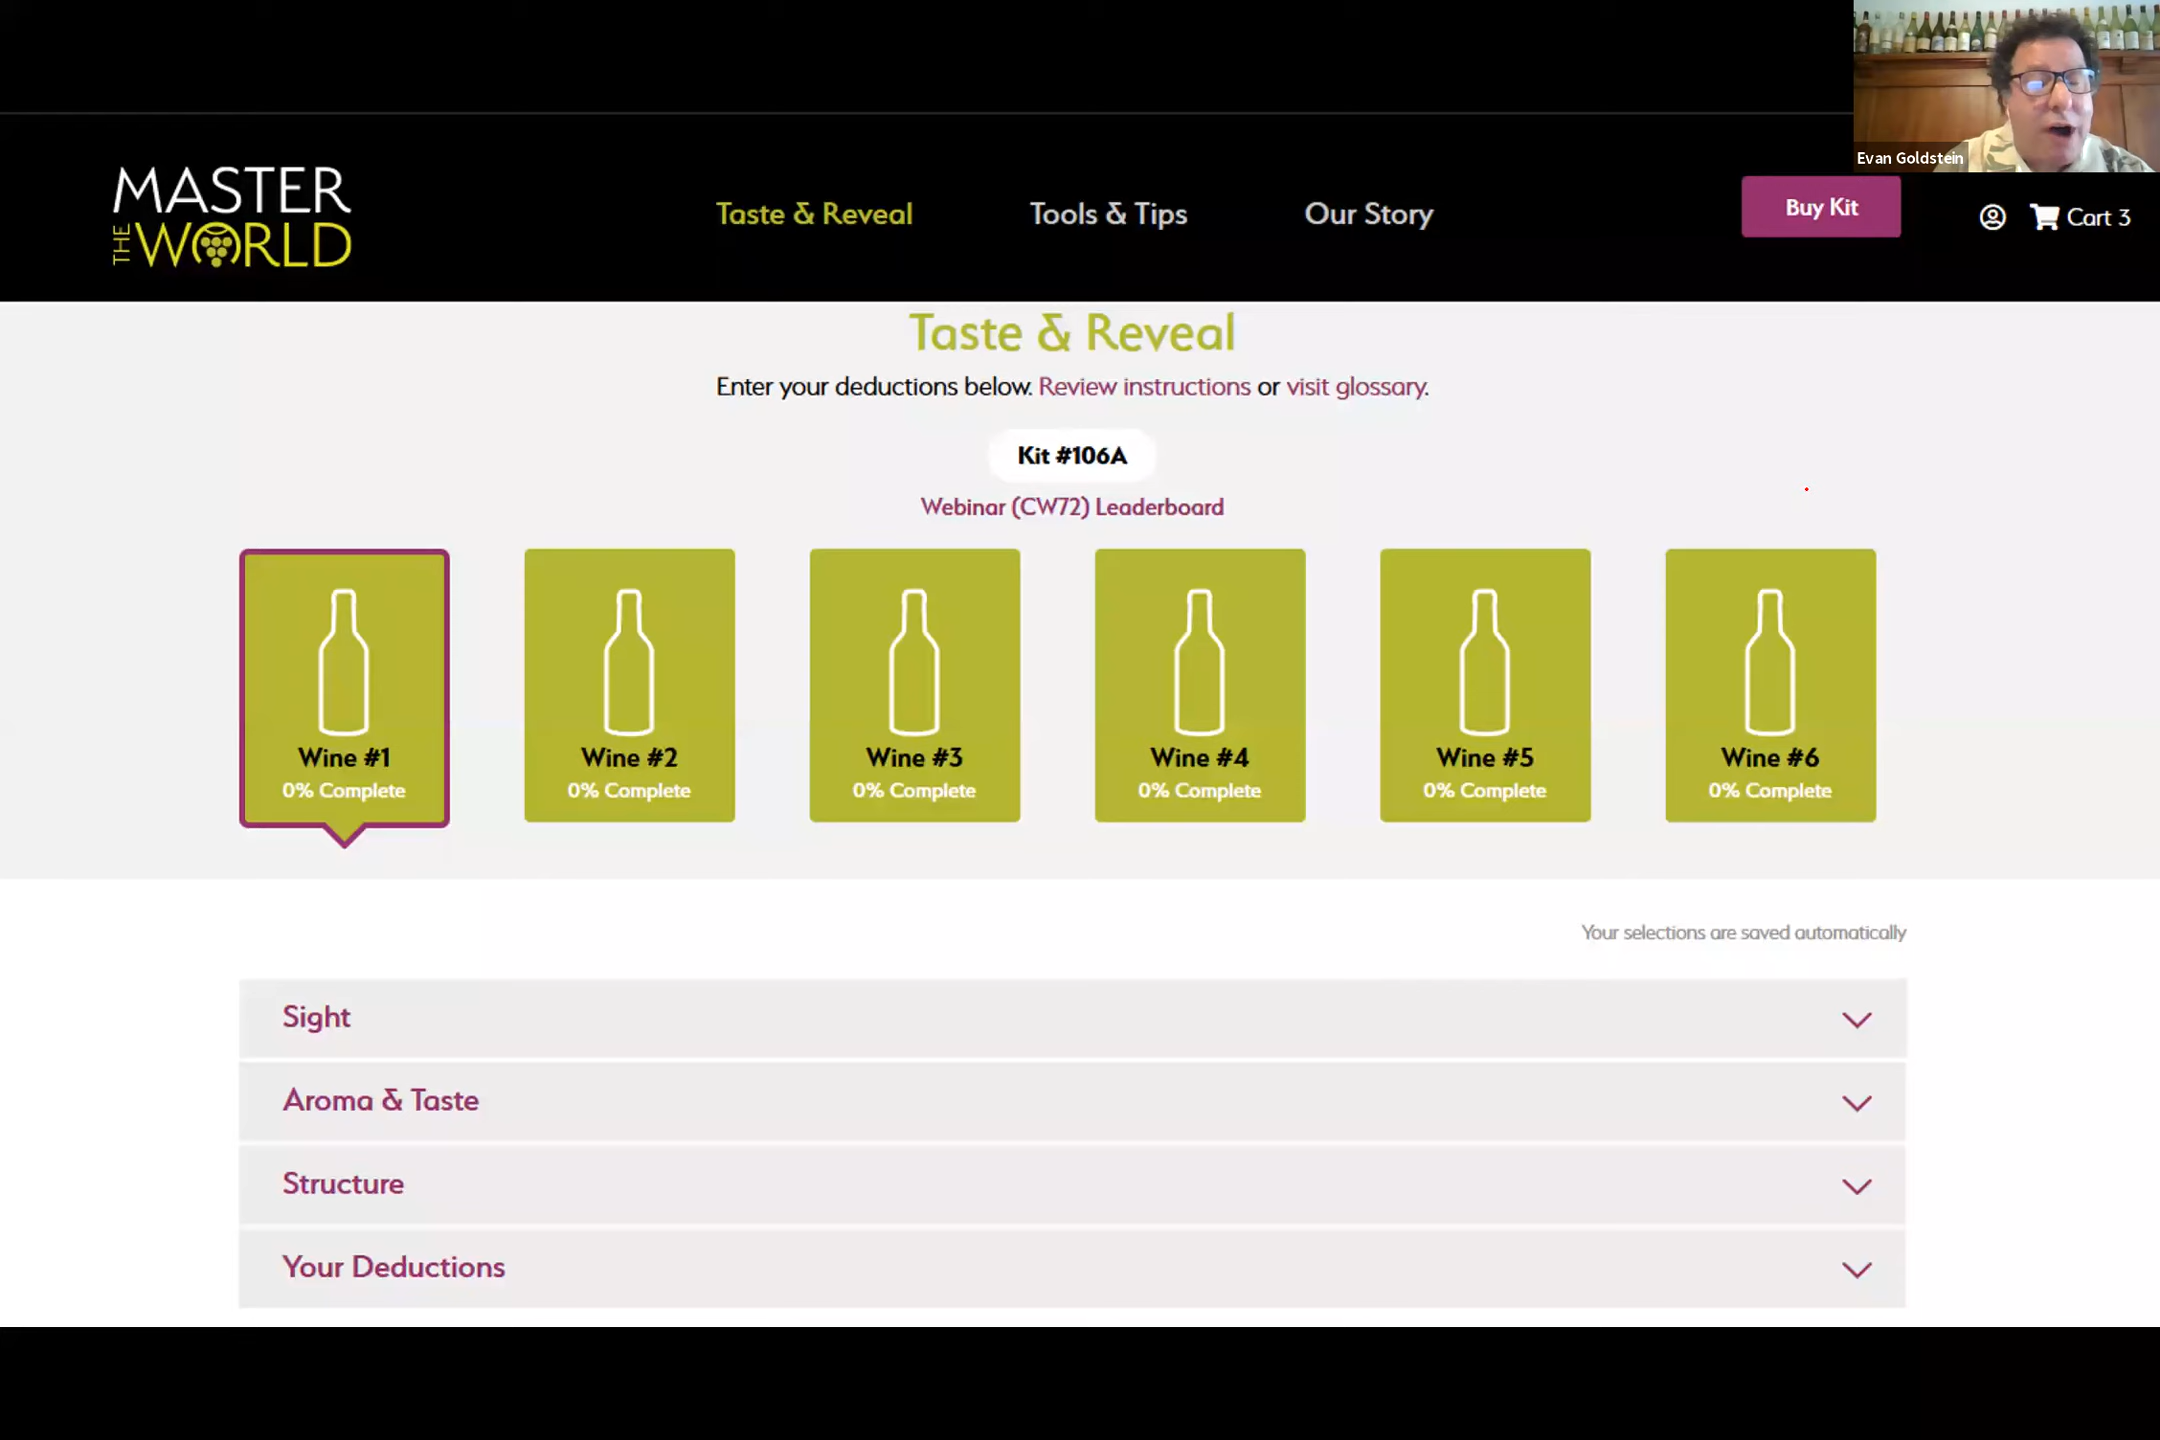 Evan Goldstein
MASTER
THE WORLD
Taste & Reveal
Tools & Tips
Our Story
Buy Kit
Cart 3
Taste & Reveal
Enter your deductions below. Review instructions or visit glossary.
Kit #106A
Webinar (CW72) Leaderboard
Wine #1
0% Complete
Wine #2
0% Complete
Wine #3
0% Complete
Wine #4
0% Complete
Wine #5
0% Complete
Wine #6
0% Complete
Your selections are saved automatically
Sight
Aroma & Taste
Structure
Your Deductions